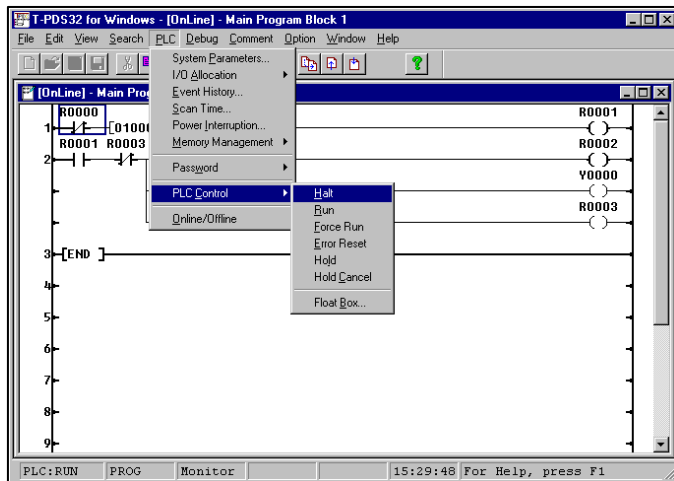 T-PDS32 for Windows - [OnLine] - Main Program Block 1
File Edit View Search PLC Debug Comment Option Window Help
System Parameters...
I/O Allocation
Event History...
Scan Time...
Power Interruption...
Memory Management
Password
PLC Control
Online/Offline
Halt
Run
Force Run
Error Reset
Hold
Hold Cancel
Float Box...
[OnLine] - Main Prog
R0000 R0001
1 [0100
R0001 R0003 R0002
2
Y0000
R0003
3 [END ]
4
5
6
7
8
9
PLC:RUN PROG Monitor 15:29:48 For Help, press F1